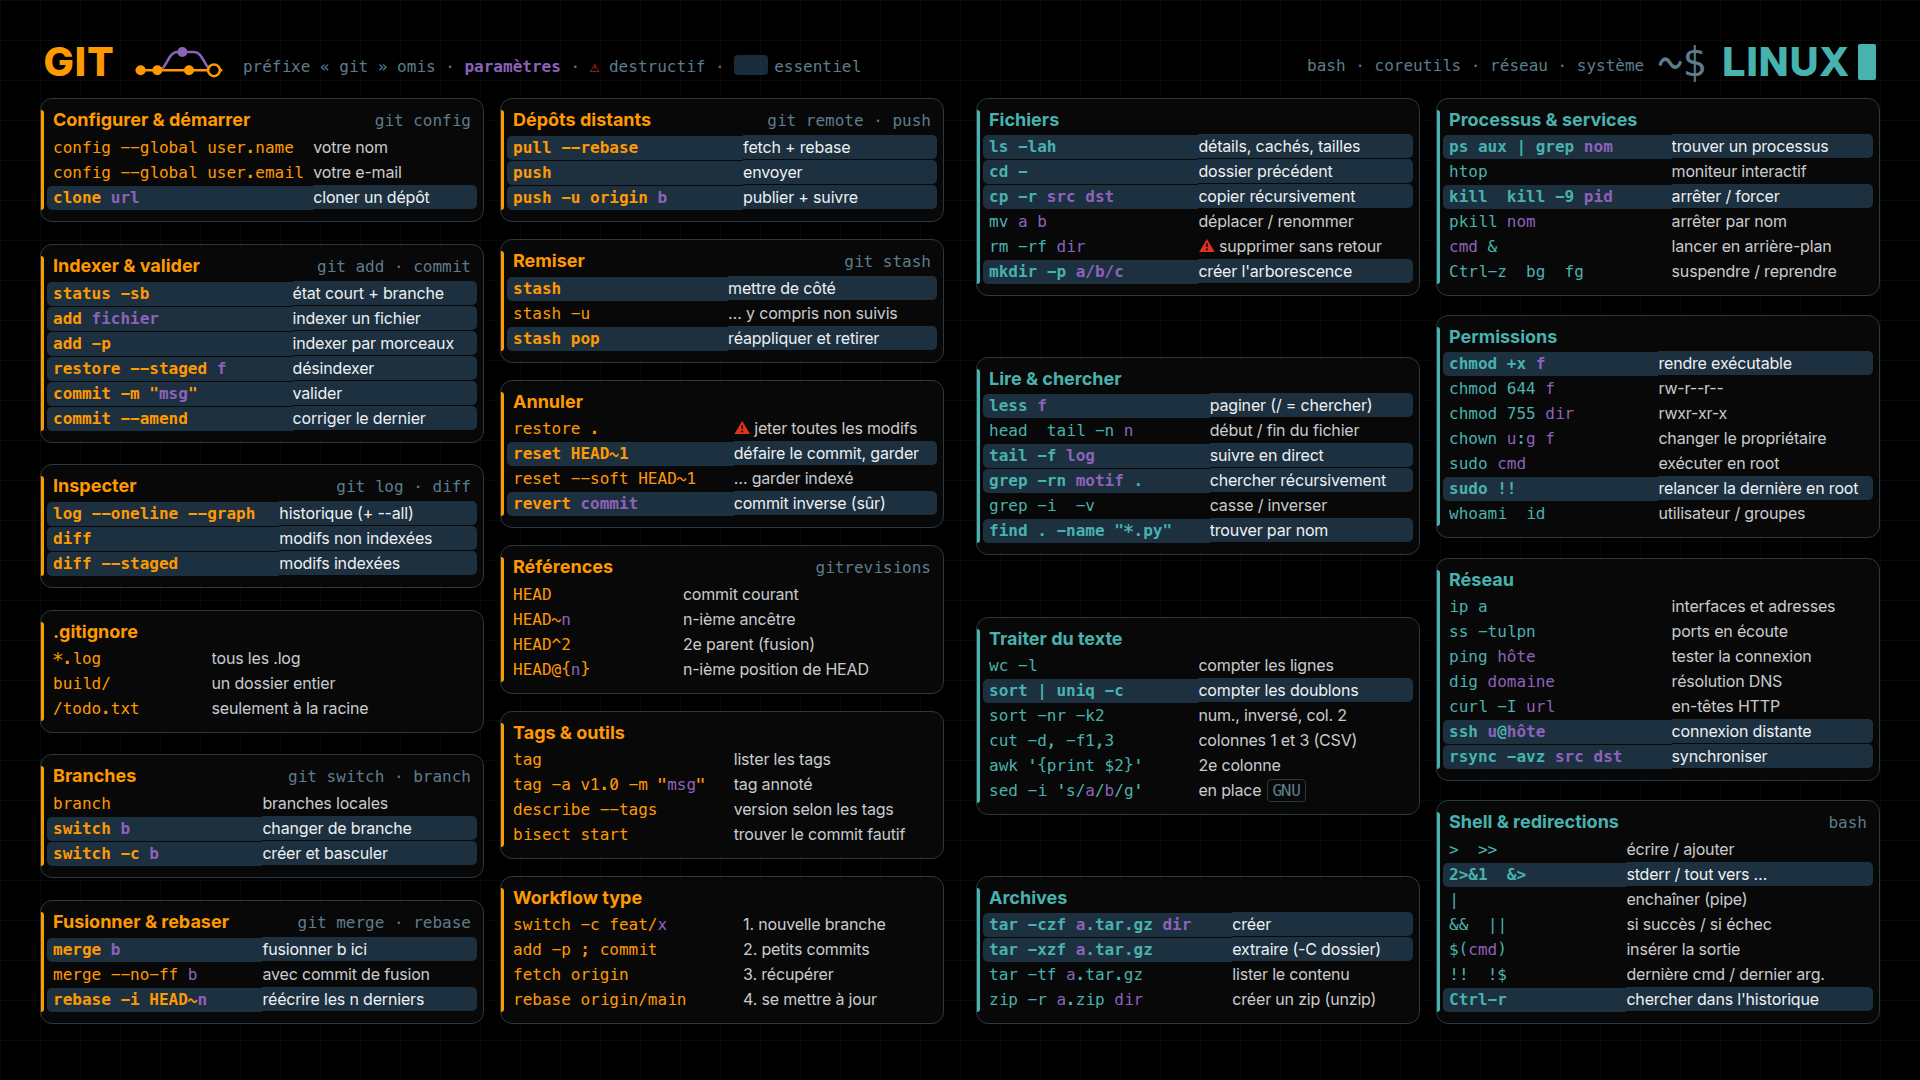 GIT
préfixe « git » omis · paramètres · ⚠ destructif · essentiel
bash · coreutils · réseau · système ~$ LINUX
Configurer & démarrer git config
config --global user.name votre nom
config --global user.email votre e-mail
clone url cloner un dépôt
Indexer & valider git add · commit
status -sb état court + branche
add fichier indexer un fichier
add -p indexer par morceaux
restore --staged f désindexer
commit -m "msg" valider
commit --amend corriger le dernier
Inspecter git log · diff
log --oneline --graph historique (+ --all)
diff modifs non indexées
diff --staged modifs indexées
.gitignore
*.log tous les .log
build/ un dossier entier
/todo.txt seulement à la racine
Branches git switch · branch
branch branches locales
switch b changer de branche
switch -c b créer et basculer
Fusionner & rebaser git merge · rebase
merge b fusionner b ici
merge --no-ff b avec commit de fusion
rebase -i HEAD~n réécrire les n derniers
Dépôts distants git remote · push
pull --rebase fetch + rebase
push envoyer
push -u origin b publier + suivre
Remiser git stash
stash mettre de côté
stash -u … y compris non suivis
stash pop réappliquer et retirer
Annuler
restore . ⚠ jeter toutes les modifs
reset HEAD~1 défaire le commit, garder
reset --soft HEAD~1 … garder indexé
revert commit commit inverse (sûr)
Références gitrevisions
HEAD commit courant
HEAD~n n-ième ancêtre
HEAD^2 2e parent (fusion)
HEAD@{n} n-ième position de HEAD
Tags & outils
tag lister les tags
tag -a v1.0 -m "msg" tag annoté
describe --tags version selon les tags
bisect start trouver le commit fautif
Workflow type
switch -c feat/x 1. nouvelle branche
add -p ; commit 2. petits commits
fetch origin 3. récupérer
rebase origin/main 4. se mettre à jour
Fichiers
ls -lah détails, cachés, tailles
cd - dossier précédent
cp -r src dst copier récursivement
mv a b déplacer / renommer
rm -rf dir ⚠ supprimer sans retour
mkdir -p a/b/c créer l'arborescence
Lire & chercher
less f paginer (/ = chercher)
head tail -n n début / fin du fichier
tail -f log suivre en direct
grep -rn motif . chercher récursivement
grep -i -v casse / inverser
find . -name "*.py" trouver par nom
Traiter du texte
wc -l compter les lignes
sort | uniq -c compter les doublons
sort -nr -k2 num., inversé, col. 2
cut -d, -f1,3 colonnes 1 et 3 (CSV)
awk '{print $2}' 2e colonne
sed -i 's/a/b/g' en place GNU
Archives
tar -czf a.tar.gz dir créer
tar -xzf a.tar.gz extraire (-C dossier)
tar -tf a.tar.gz lister le contenu
zip -r a.zip dir créer un zip (unzip)
Processus & services
ps aux | grep nom trouver un processus
htop moniteur interactif
kill kill -9 pid arrêter / forcer
pkill nom arrêter par nom
cmd & lancer en arrière-plan
Ctrl-z bg fg suspendre / reprendre
Permissions
chmod +x f rendre exécutable
chmod 644 f rw-r--r--
chmod 755 dir rwxr-xr-x
chown u:g f changer le propriétaire
sudo cmd exécuter en root
sudo !! relancer la dernière en root
whoami id utilisateur / groupes
Réseau
ip a interfaces et adresses
ss -tulpn ports en écoute
ping hôte tester la connexion
dig domaine résolution DNS
curl -I url en-têtes HTTP
ssh u@hôte connexion distante
rsync -avz src dst synchroniser
Shell & redirections bash
> >> écrire / ajouter
2>&1 &> stderr / tout vers …
| enchaîner (pipe)
&& || si succès / si échec
$(cmd) insérer la sortie
!! !$ dernière cmd / dernier arg.
Ctrl-r chercher dans l'historique